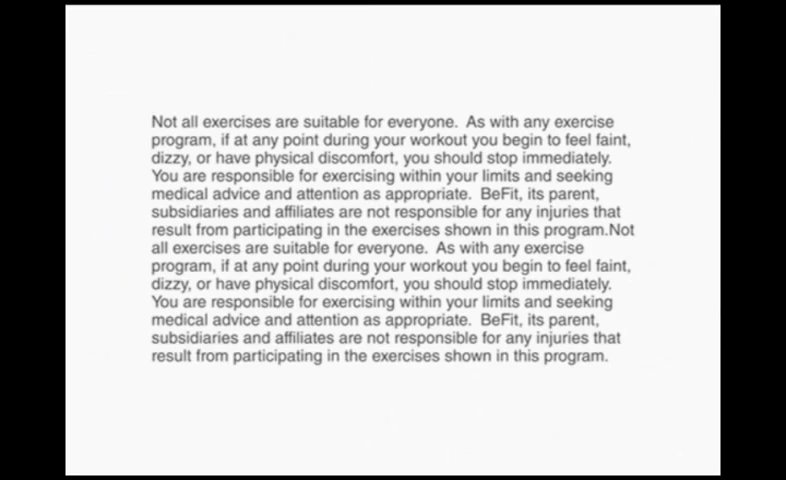 Not all exercises are suitable for everyone.  As with any exercise
program, if at any point during your workout you begin to feel faint,
dizzy, or have physical discomfort, you should stop immediately.
You are responsible for exercising within your limits and seeking
medical advice and attention as appropriate.  BeFit, its parent,
subsidiaries and affiliates are not responsible for any injuries that
result from participating in the exercises shown in this program.Not
all exercises are suitable for everyone.  As with any exercise
program, if at any point during your workout you begin to feel faint,
dizzy, or have physical discomfort, you should stop immediately.
You are responsible for exercising within your limits and seeking
medical advice and attention as appropriate.  BeFit, its parent,
subsidiaries and affiliates are not responsible for any injuries that
result from participating in the exercises shown in this program.